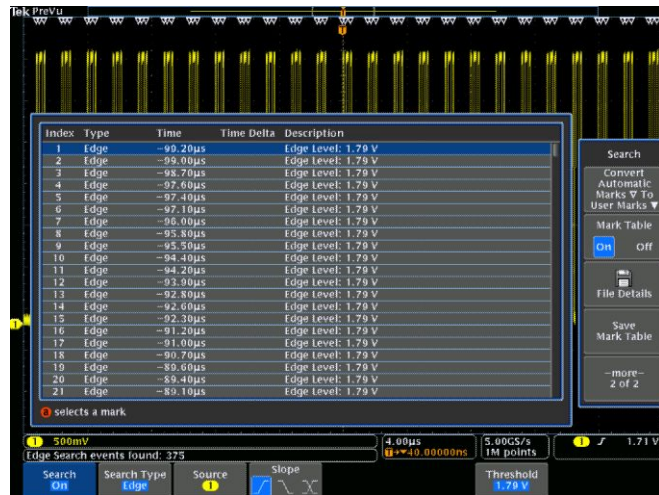 Tek PreVu
Index Type Time Time Delta Description
1 Edge -99.20µs Edge Level: 1.79 V
2 Edge -99.00µs Edge Level: 1.79 V
3 Edge -98.70µs Edge Level: 1.79 V
4 Edge -97.60µs Edge Level: 1.79 V
5 Edge -97.40µs Edge Level: 1.79 V
6 Edge -97.10µs Edge Level: 1.79 V
7 Edge -96.00µs Edge Level: 1.79 V
8 Edge -95.80µs Edge Level: 1.79 V
9 Edge -95.50µs Edge Level: 1.79 V
10 Edge -94.40µs Edge Level: 1.79 V
11 Edge -94.20µs Edge Level: 1.79 V
12 Edge -93.90µs Edge Level: 1.79 V
13 Edge -92.80µs Edge Level: 1.79 V
14 Edge -92.60µs Edge Level: 1.79 V
15 Edge -92.30µs Edge Level: 1.79 V
16 Edge -91.20µs Edge Level: 1.79 V
17 Edge -91.00µs Edge Level: 1.79 V
18 Edge -90.70µs Edge Level: 1.79 V
19 Edge -89.60µs Edge Level: 1.79 V
20 Edge -89.40µs Edge Level: 1.79 V
21 Edge -89.10µs Edge Level: 1.79 V
a selects a mark
Search
Convert
Automatic
Marks ▽ To
User Marks ▼
Mark Table
On Off
File Details
Save
Mark Table
-more-
2 of 2
1
1 500mV
Edge Search events found: 375
4.00µs
T→▼40.00000ns
5.00GS/s
1M points
1 1.71 V
Search
On
Search Type
Edge
Source
1
Slope
Threshold
1.79 V